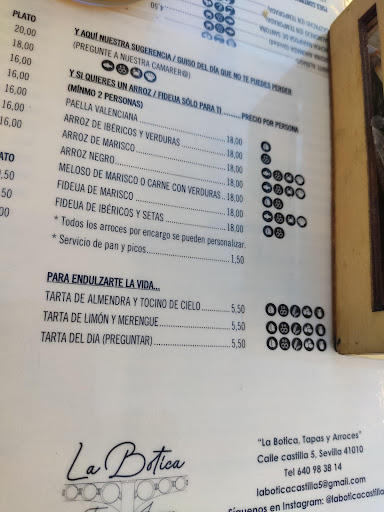 PLATO
20,00
18,00
18,00
16,00
16,00
16,00
4,50
Y AQUÍ NUESTRA SUGERENCIA / GUISO DEL DÍA QUE NO TE PUEDES PERDER
(PREGUNTE A NUESTRA CAMARER@)
Y SI QUIERES UN ARROZ / FIDEUA SÓLO PARA TI ......... PRECIO POR PERSONA
(MÍNMO 2 PERSONAS)
PAELLA VALENCIANA ........ 18,00
ARROZ DE IBÉRICOS Y VERDURAS ........ 18,00
ARROZ DE MARISCO ........ 18,00
ARROZ NEGRO ........ 18,00
MELOSO DE MARISCO O CARNE CON VERDURAS .. 18,00
FIDEUA DE MARISCO ........ 18,00
FIDEUA DE IBÉRICOS Y SETAS ........ 18,00
* Todos los arroces por encargo se pueden personalizar.
* Servicio de pan y picos ........ 1,50
PARA ENDULZARTE LA VIDA...
TARTA DE ALMENDRA Y TOCINO DE CIELO ........ 5,50
TARTA DE LIMÓN Y MERENGUE ........ 5,50
TARTA DEL DIA (PREGUNTAR) ........ 5,50
La Botica
"La Botica, Tapas y Arroces"
Calle castilla 5, Sevilla 41010
Tel 640 98 38 14
laboticacastilla5@gmail.com
Síguenos en Instagram: @laboticacastilla